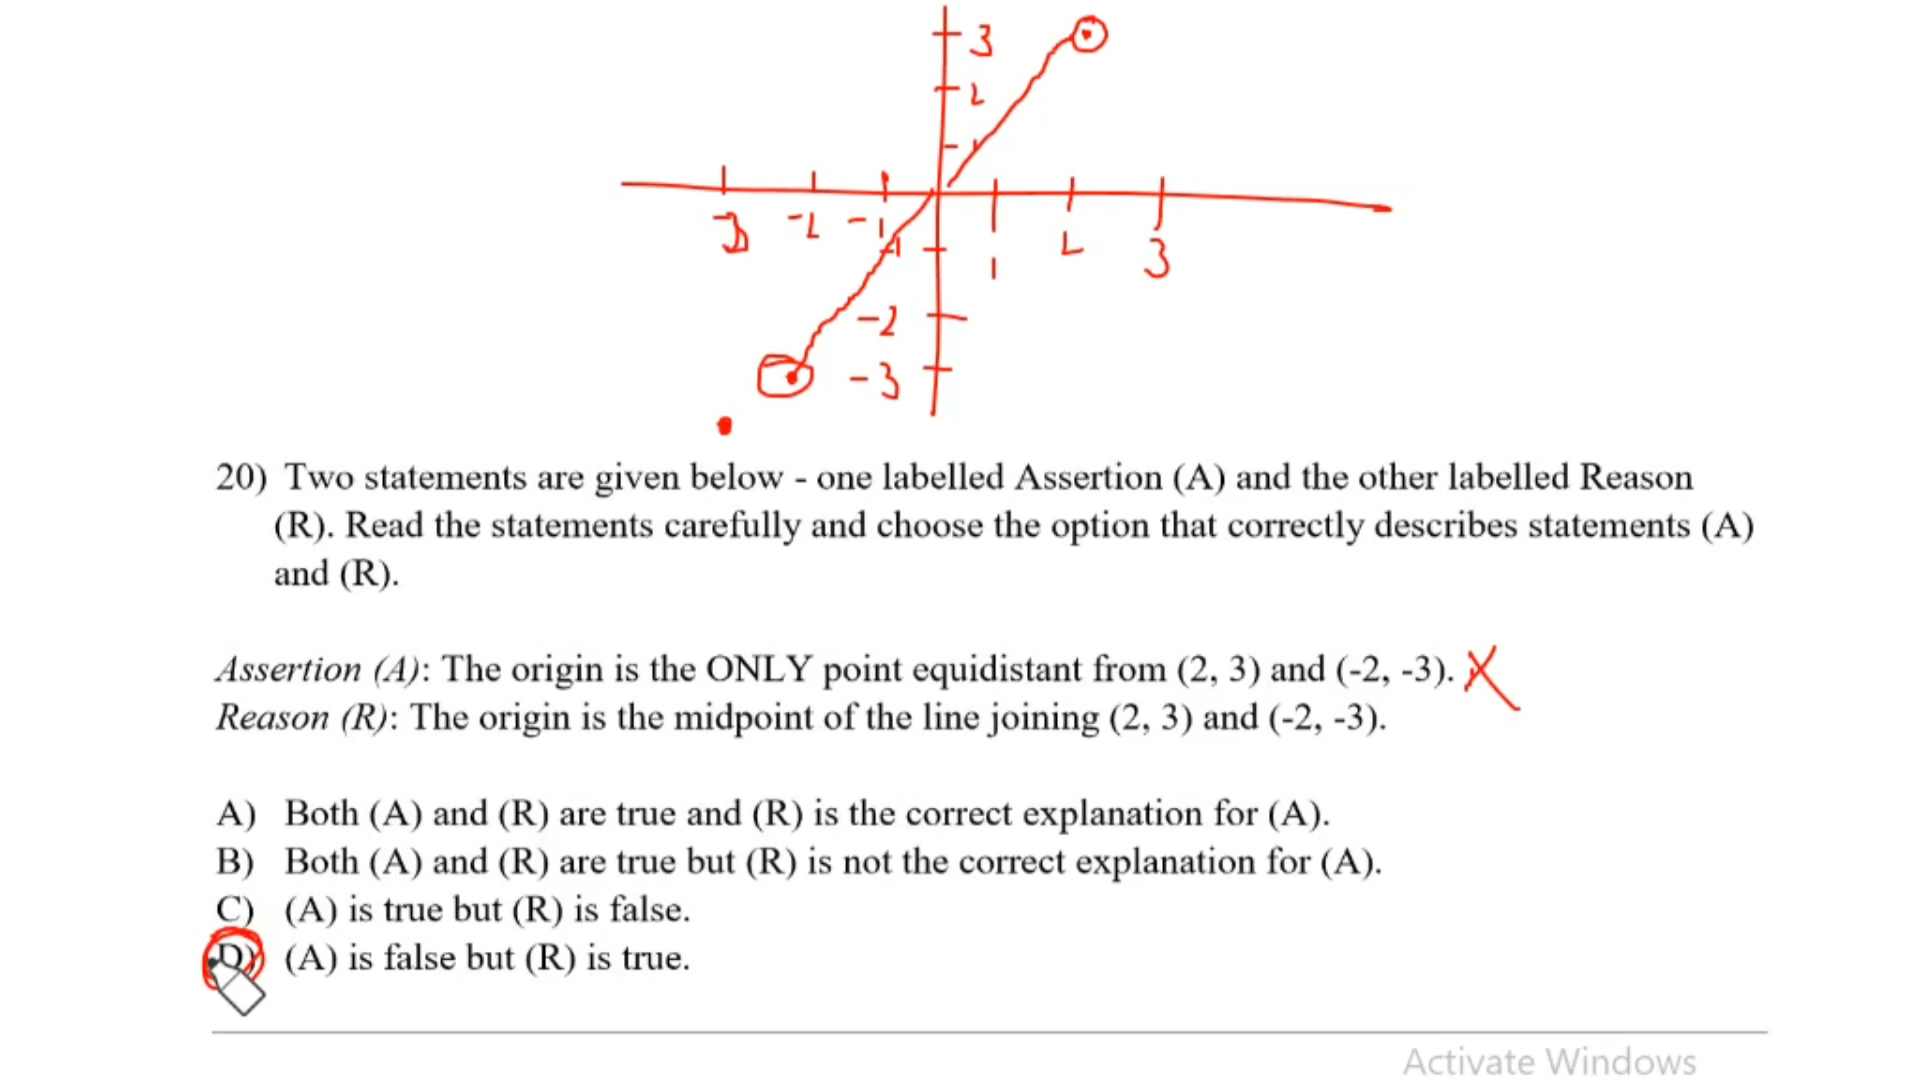 3
2
-3 -2 -1
-1
1 2 3
-2
-3
20) Two statements are given below - one labelled Assertion (A) and the other labelled Reason
(R). Read the statements carefully and choose the option that correctly describes statements (A)
and (R).
Assertion (A): The origin is the ONLY point equidistant from (2, 3) and (-2, -3). X
Reason (R): The origin is the midpoint of the line joining (2, 3) and (-2, -3).
A) Both (A) and (R) are true and (R) is the correct explanation for (A).
B) Both (A) and (R) are true but (R) is not the correct explanation for (A).
C) (A) is true but (R) is false.
D) (A) is false but (R) is true.
Activate Windows